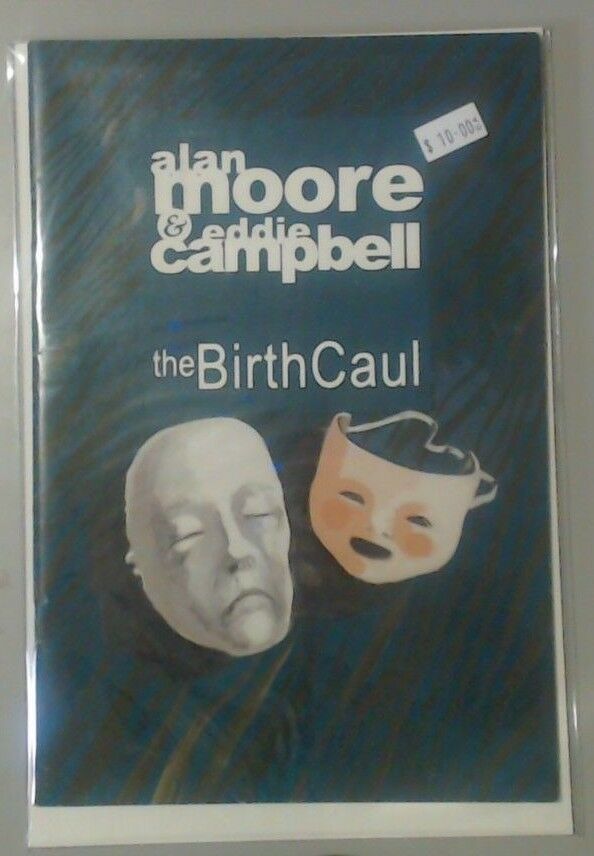 $ 10-00
alan
moore
& eddie
campbell
the BirthCaul